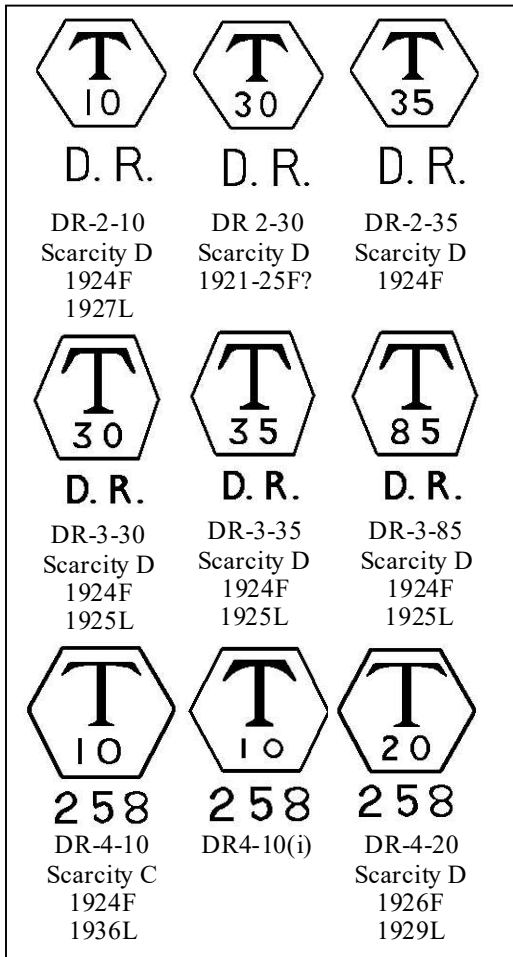 T T T
10 30 35
D. R. D. R. D. R.
DR-2-10 DR 2-30 DR-2-35
Scarcity D Scarcity D Scarcity D
1924F 1921-25F? 1924F
1927L
T T T
30 35 85
D. R. D. R. D. R.
DR-3-30 DR-3-35 DR-3-85
Scarcity D Scarcity D Scarcity D
1924F 1924F 1924F
1925L 1925L 1925L
T T T
10 10 20
258 258 258
DR-4-10 DR4-10(i) DR-4-20
Scarcity C Scarcity D
1924F 1926F
1936L 1929L